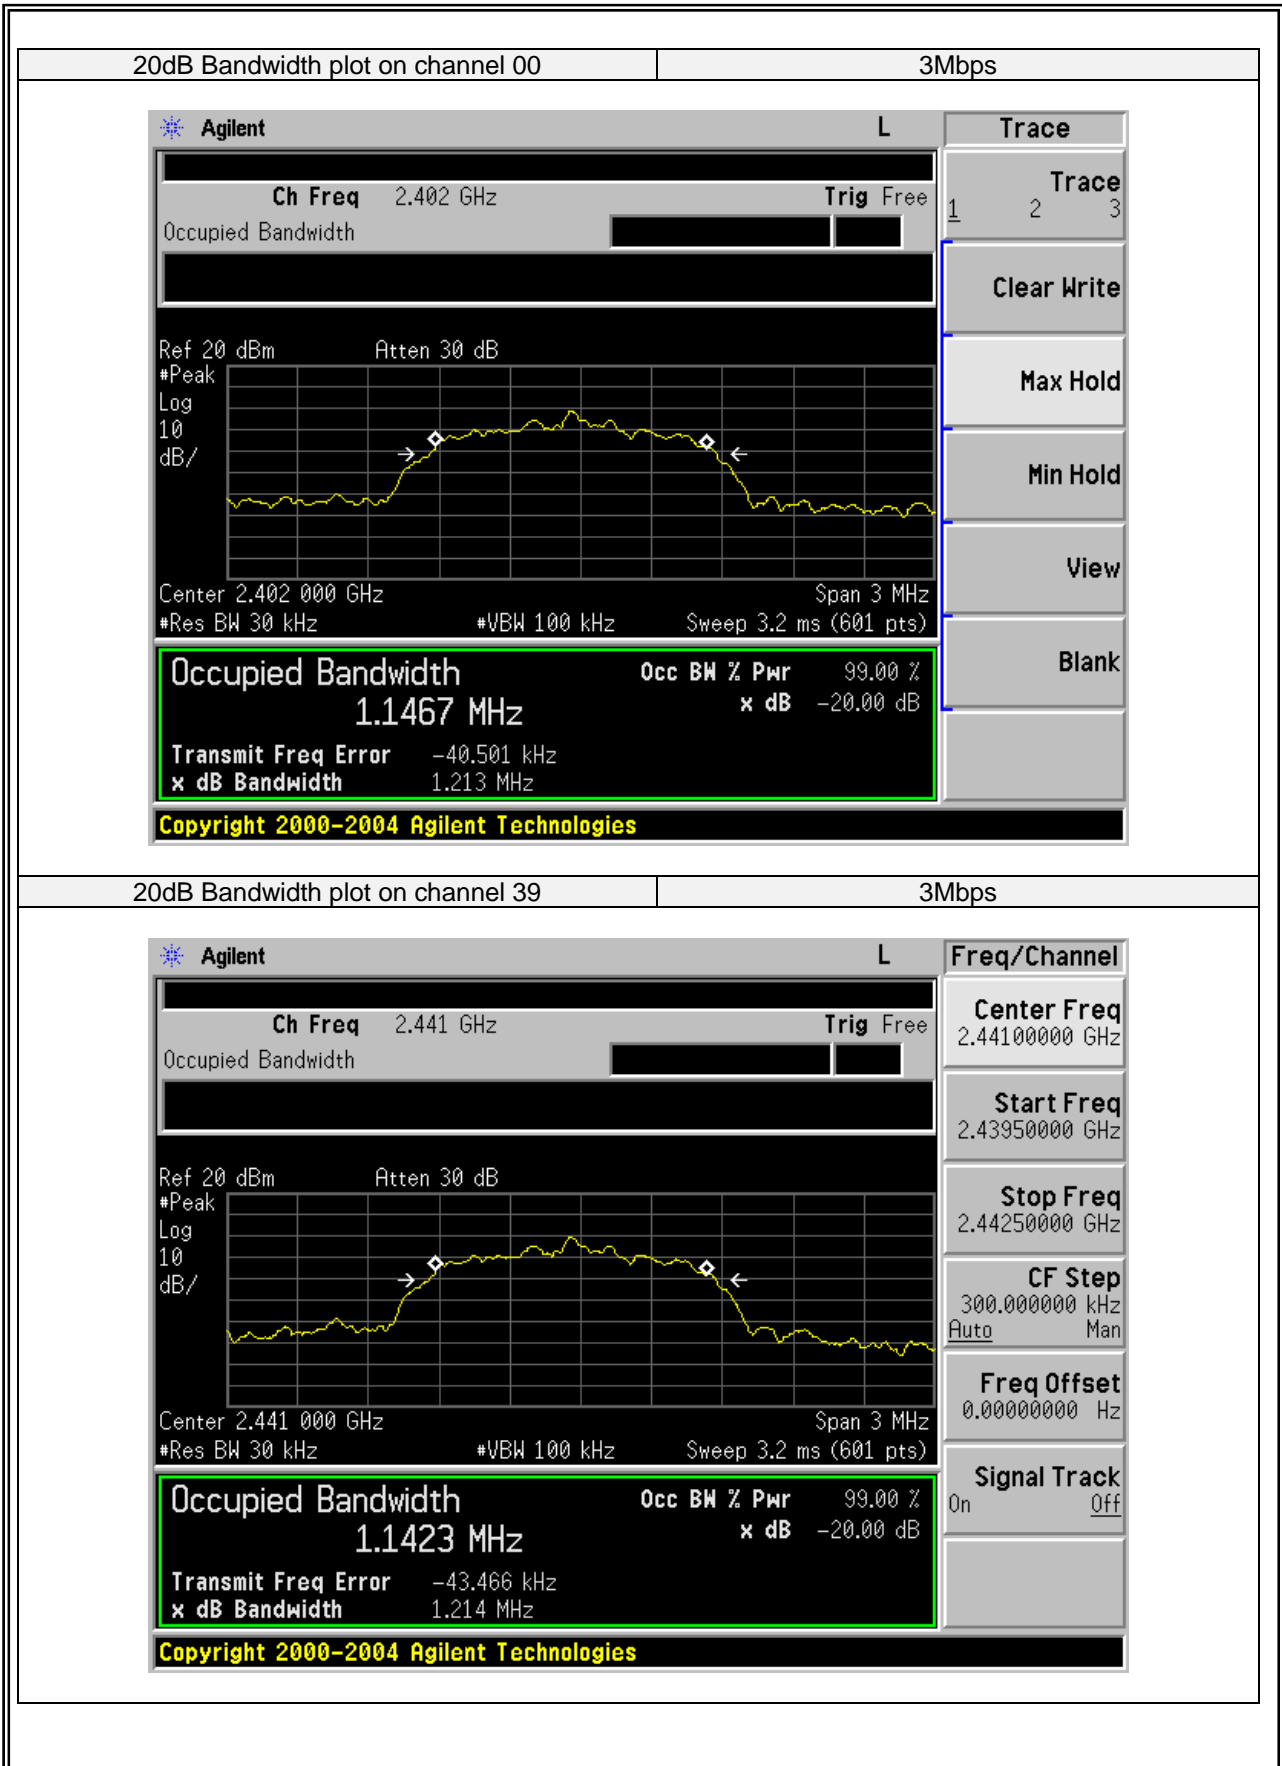 20dB Bandwidth plot on channel 00 3Mbps
Agilent L Trace
Ch Freq 2.402 GHz Trig Free
Occupied Bandwidth
Trace
1 2 3
Clear Write
Max Hold
Min Hold
View
Blank
Ref 20 dBm Atten 30 dB
#Peak
Log
10
dB/
Center 2.402 000 GHz Span 3 MHz
#Res BW 30 kHz #VBW 100 kHz Sweep 3.2 ms (601 pts)
Occupied Bandwidth Occ BW % Pwr 99.00 %
1.1467 MHz x dB -20.00 dB
Transmit Freq Error -40.501 kHz
x dB Bandwidth 1.213 MHz
Copyright 2000-2004 Agilent Technologies
20dB Bandwidth plot on channel 39 3Mbps
Agilent L Freq/Channel
Ch Freq 2.441 GHz Trig Free
Occupied Bandwidth
Center Freq
2.44100000 GHz
Start Freq
2.43950000 GHz
Stop Freq
2.44250000 GHz
CF Step
300.000000 kHz
Auto Man
Freq Offset
0.00000000 Hz
Signal Track
On Off
Ref 20 dBm Atten 30 dB
#Peak
Log
10
dB/
Center 2.441 000 GHz Span 3 MHz
#Res BW 30 kHz #VBW 100 kHz Sweep 3.2 ms (601 pts)
Occupied Bandwidth Occ BW % Pwr 99.00 %
1.1423 MHz x dB -20.00 dB
Transmit Freq Error -43.466 kHz
x dB Bandwidth 1.214 MHz
Copyright 2000-2004 Agilent Technologies